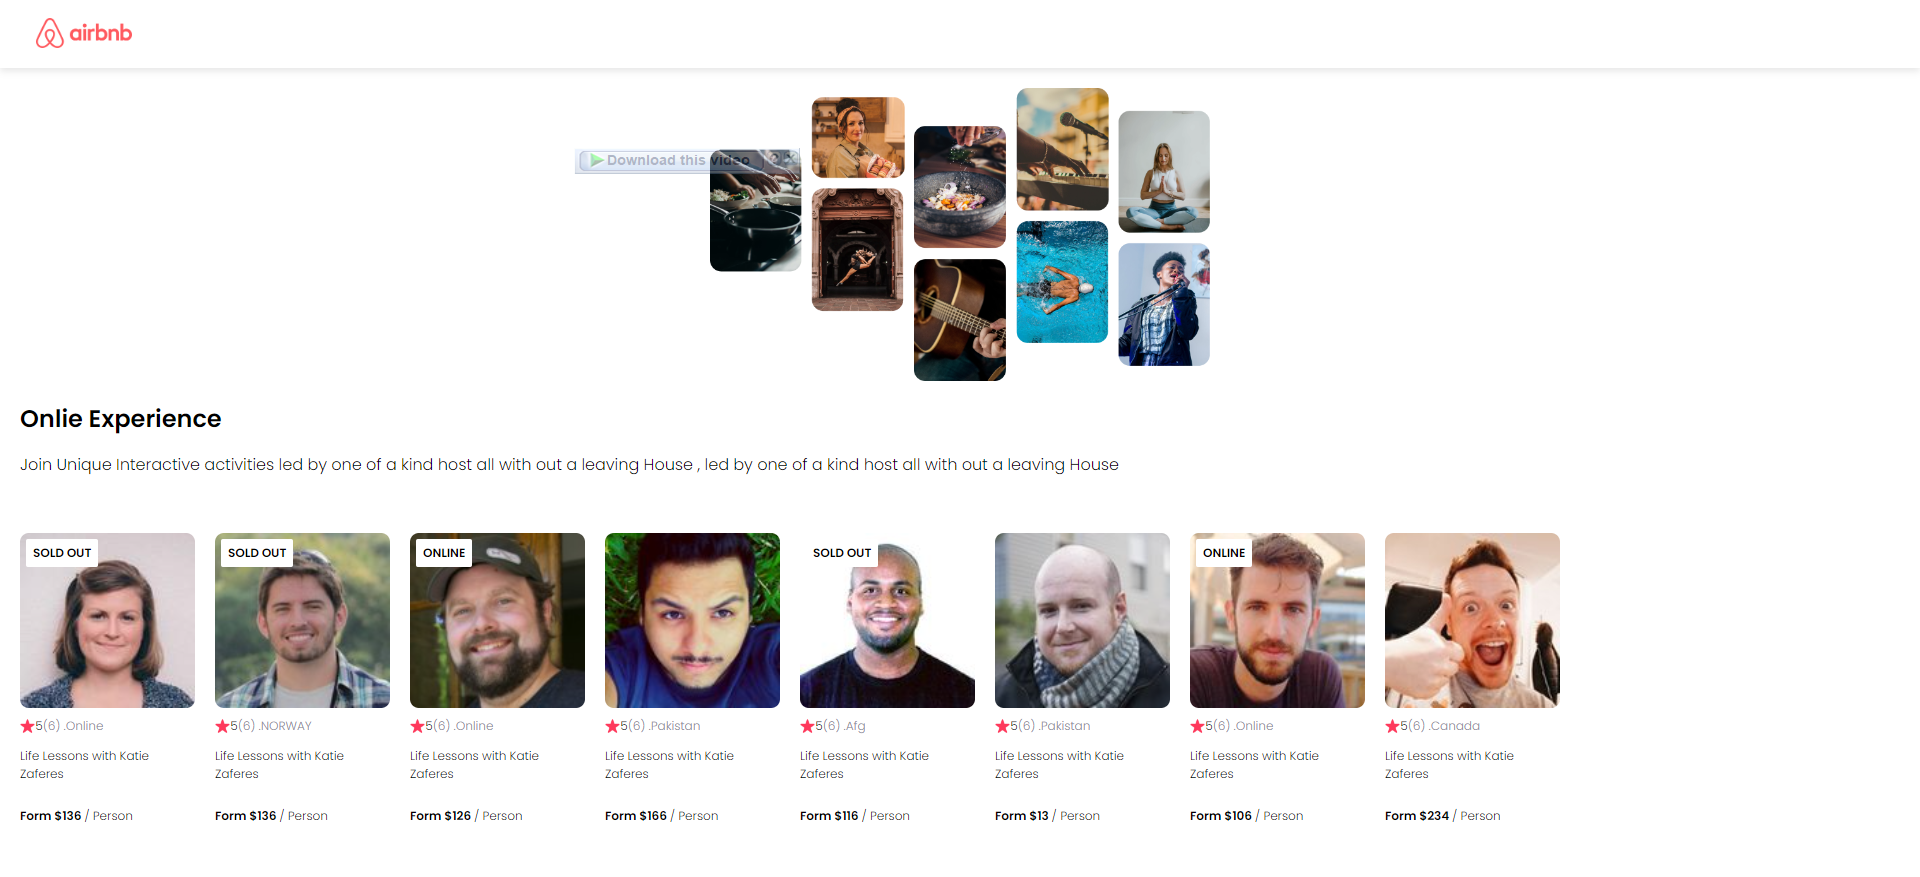 airbnb
Download this video
Onlie Experience
Join Unique Interactive activities led by one of a kind host all with out a leaving House , led by one of a kind host all with out a leaving House
SOLD OUT
SOLD OUT
ONLINE
SOLD OUT
ONLINE
5(6) .Online
5(6) .NORWAY
5(6) .Online
5(6) .Pakistan
5(6) .Afg
5(6) .Pakistan
5(6) .Online
5(6) .Canada
Life Lessons with Katie
Zaferes
Life Lessons with Katie
Zaferes
Life Lessons with Katie
Zaferes
Life Lessons with Katie
Zaferes
Life Lessons with Katie
Zaferes
Life Lessons with Katie
Zaferes
Life Lessons with Katie
Zaferes
Life Lessons with Katie
Zaferes
Form $136 / Person
Form $136 / Person
Form $126 / Person
Form $166 / Person
Form $116 / Person
Form $13 / Person
Form $106 / Person
Form $234 / Person